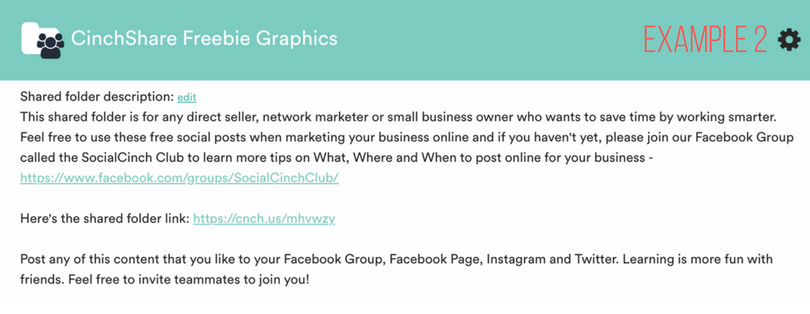 CinchShare Freebie Graphics
EXAMPLE 2
Shared folder description: edit
This shared folder is for any direct seller, network marketer or small business owner who wants to save time by working smarter.
Feel free to use these free social posts when marketing your business online and if you haven't yet, please join our Facebook Group
called the SocialCinch Club to learn more tips on What, Where and When to post online for your business -
https://www.facebook.com/groups/SocialCinchClub/
Here's the shared folder link: https://cnch.us/mhvwzy
Post any of this content that you like to your Facebook Group, Facebook Page, Instagram and Twitter. Learning is more fun with
friends. Feel free to invite teammates to join you!